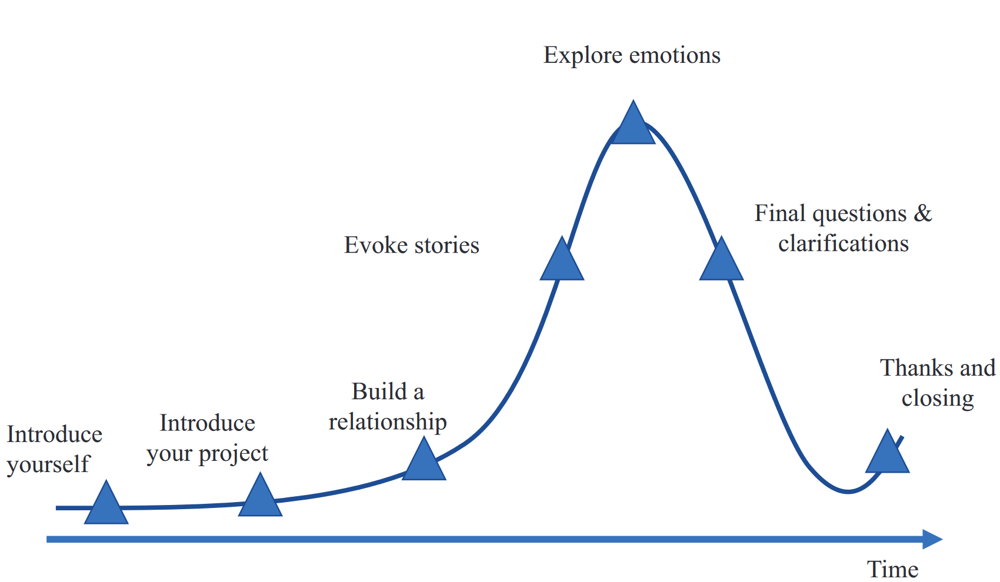 Explore emotions
Final questions &
clarifications
Evoke stories
Thanks and
closing
Build a
relationship
Introduce
your project
Introduce
yourself
Time